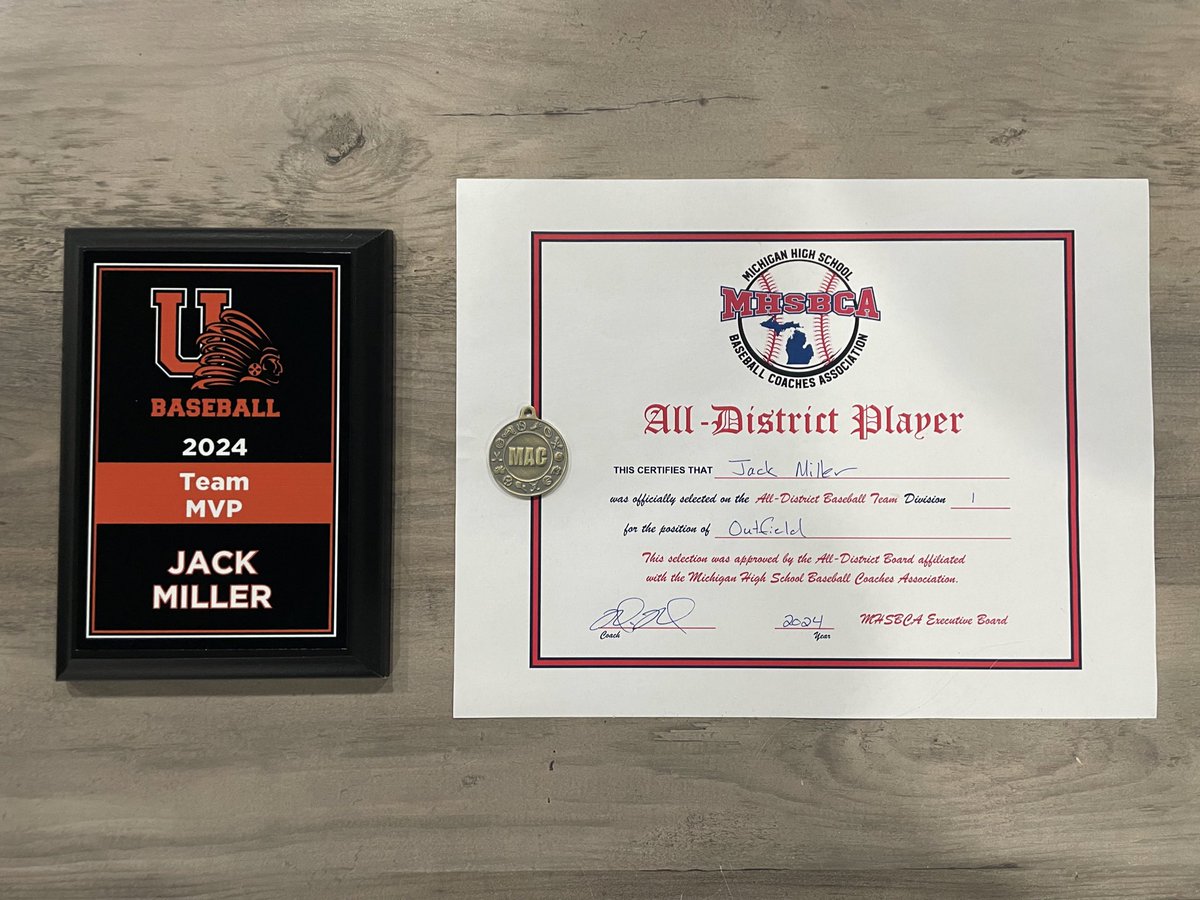 U
BASEBALL
2024
Team
MVP
JACK
MILLER
MAC
MICHIGAN HIGH SCHOOL
MHSBCA
BASEBALL COACHES ASSOCIATION
All-District Player
THIS CERTIFIES THAT Jack Miller
was officially selected on the All-District Baseball Team Division 1
for the position of Outfield
This selection was approved by the All-District Board affiliated
with the Michigan High School Baseball Coaches Association.
2024 MHSBCA Executive Board
Coach Year